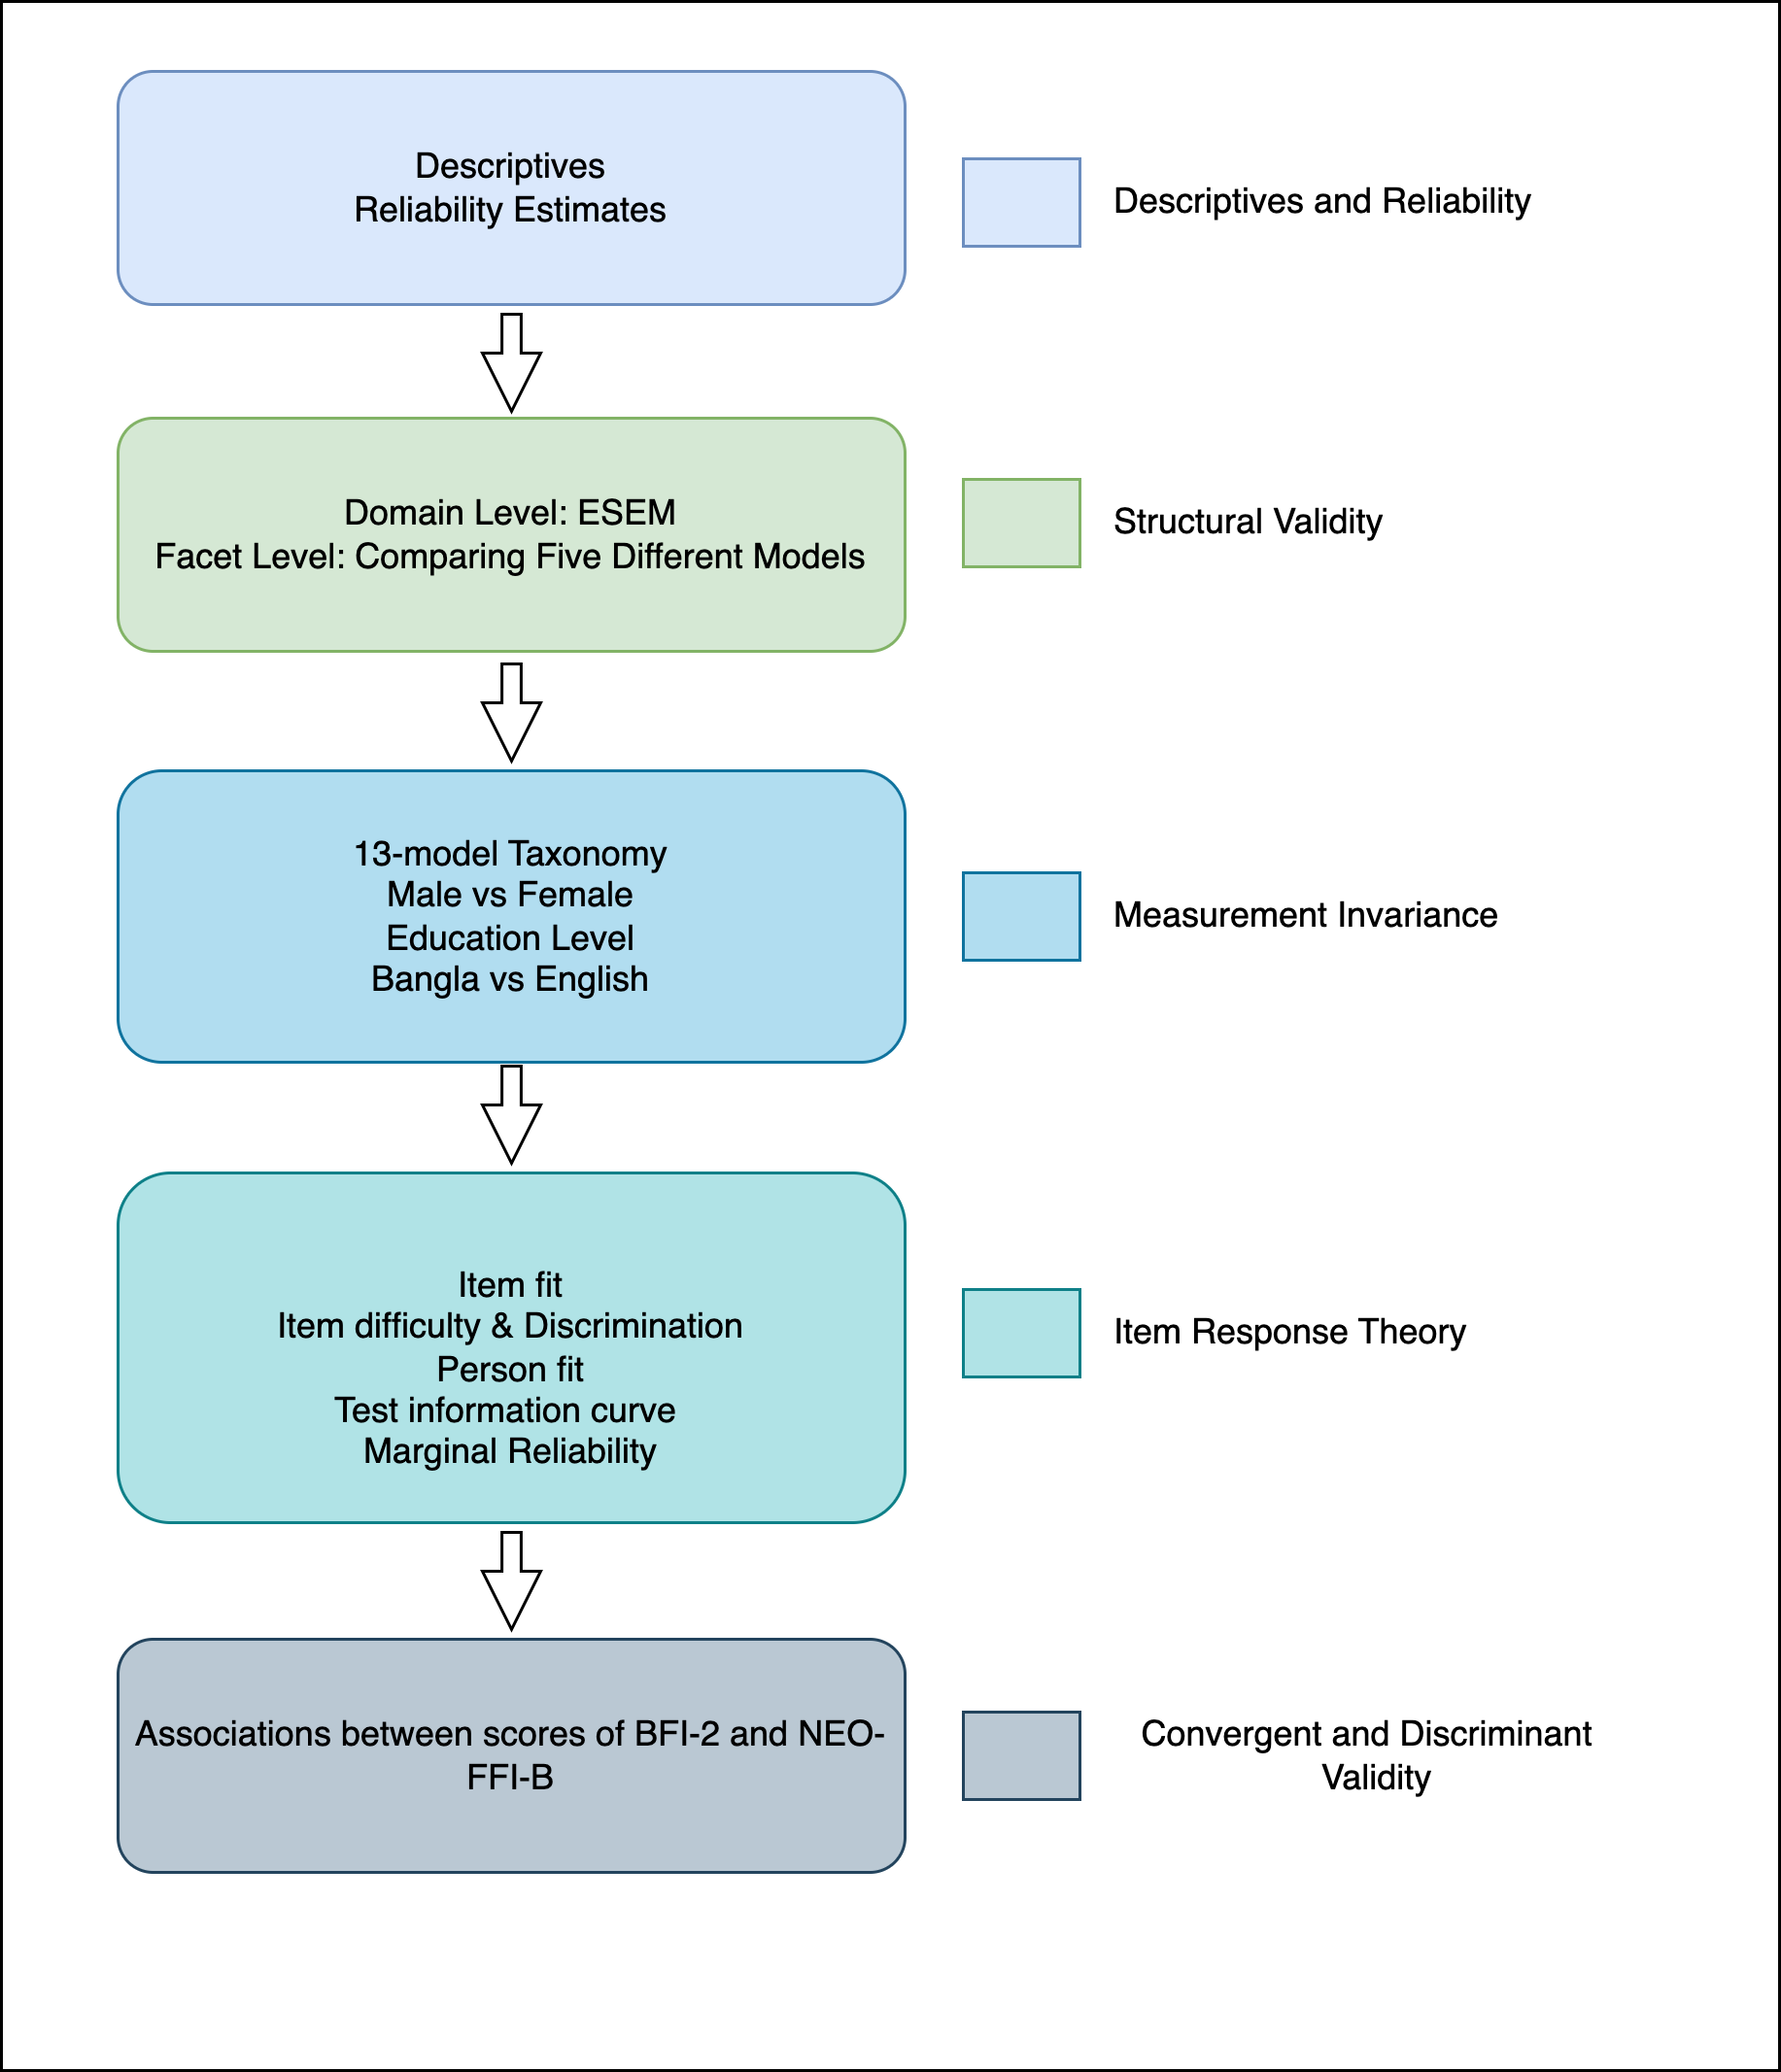 Descriptives
Reliability Estimates
Descriptives and Reliability
Domain Level: ESEM
Facet Level: Comparing Five Different Models
Structural Validity
13-model Taxonomy
Male vs Female
Education Level
Bangla vs English
Measurement Invariance
Item fit
Item difficulty & Discrimination
Person fit
Test information curve
Marginal Reliability
Item Response Theory
Associations between scores of BFI-2 and NEO-
FFI-B
Convergent and Discriminant
Validity